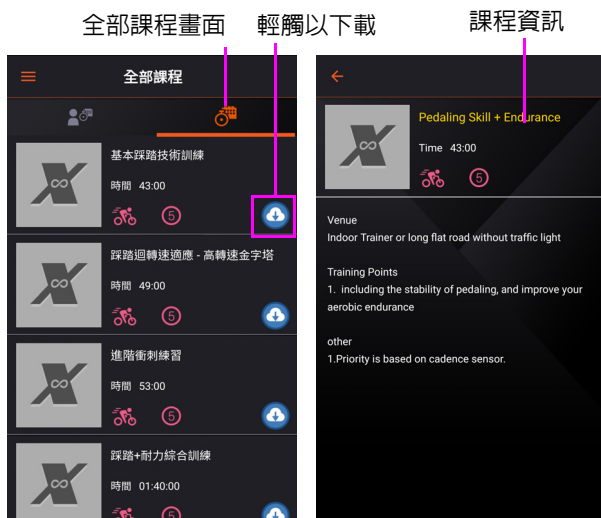 全部課程畫面
輕觸以下載
課程資訊
全部課程
基本踩踏技術訓練
時間 43:00
5
踩踏迴轉速適應 - 高轉速金字塔
時間 49:00
5
進階衝刺練習
時間 53:00
5
踩踏+耐力綜合訓練
時間 01:40:00
5
Pedaling Skill + Endurance
Time 43:00
5
Venue
Indoor Trainer or long flat road without traffic light
Training Points
1. including the stability of pedaling, and improve your
aerobic endurance
other
1.Priority is based on cadence sensor.